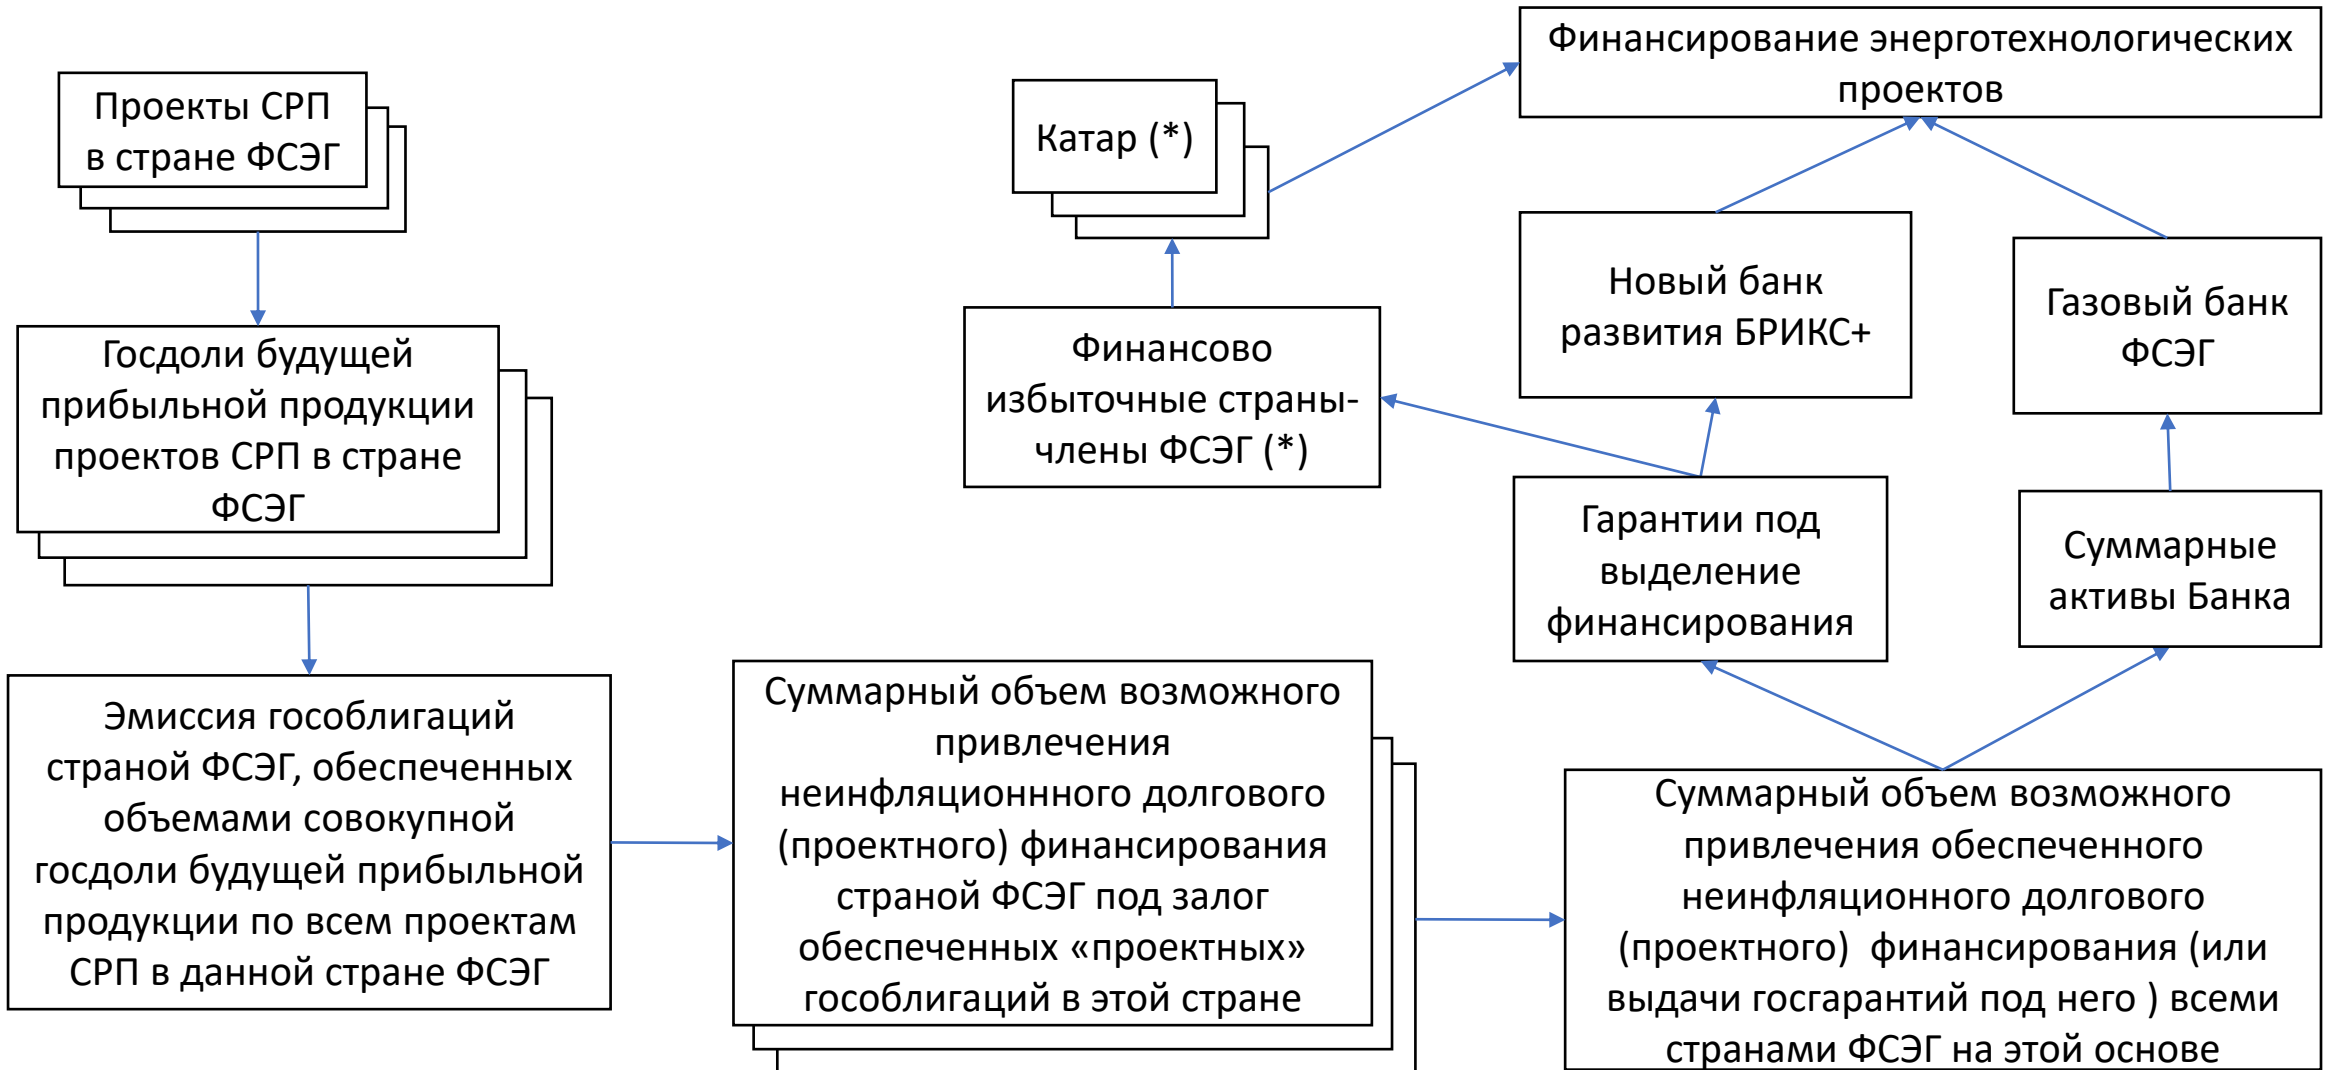 Проекты СРП
в стране ФСЭГ
Госдоли будущей
прибыльной продукции
проектов СРП в стране
ФСЭГ
Эмиссия гособлигаций
страной ФСЭГ, обеспеченных
объемами совокупной
госдоли будущей прибыльной
продукции по всем проектам
СРП в данной стране ФСЭГ
Суммарный объем возможного
привлечения
неинфляционнного долгового
(проектного) финансирования
страной ФСЭГ под залог
обеспеченных «проектных»
гособлигаций в этой стране
Суммарный объем возможного
привлечения обеспеченного
неинфляционного долгового
(проектного) финансирования (или
выдачи госгарантий под него ) всеми
странами ФСЭГ на этой основе
Гарантии под
выделение
финансирования
Суммарные
активы Банка
Финансово
избыточные страны-
члены ФСЭГ (*)
Катар (*)
Новый банк
развития БРИКС+
Газовый банк
ФСЭГ
Финансирование энерготехнологических
проектов